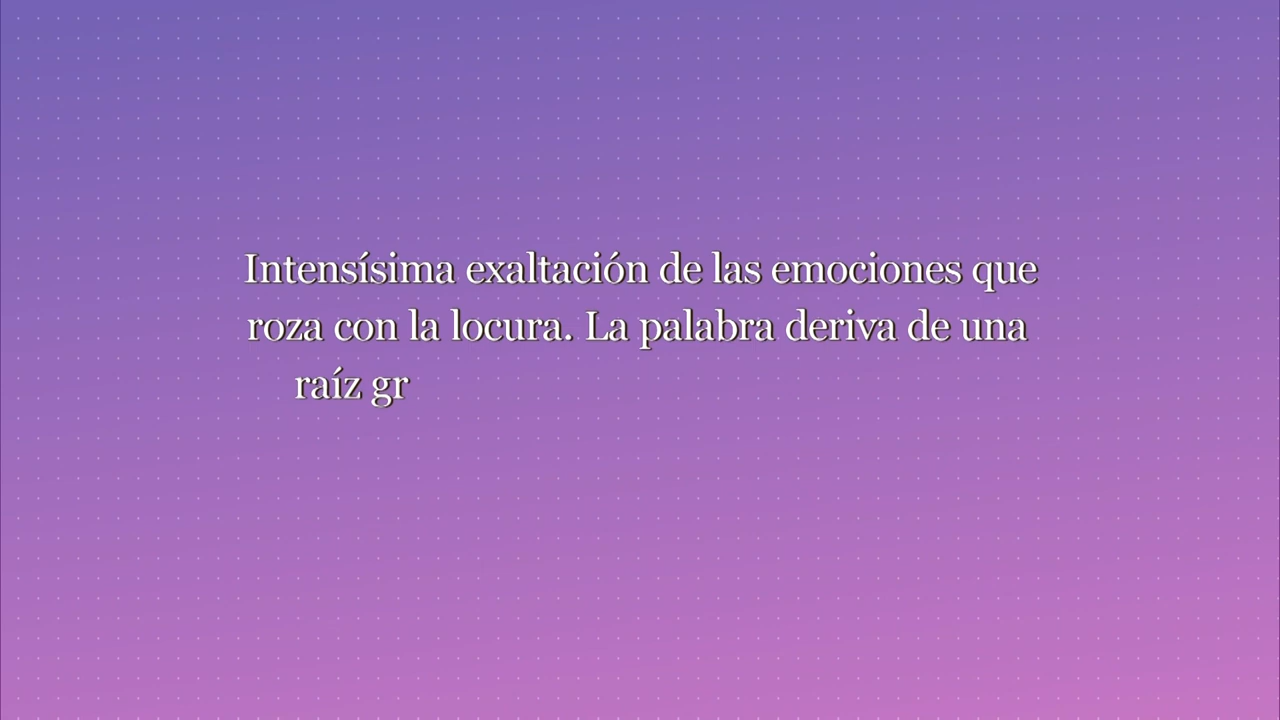 Intensísima exaltación de las emociones que
roza con la locura. La palabra deriva de una
raíz gr